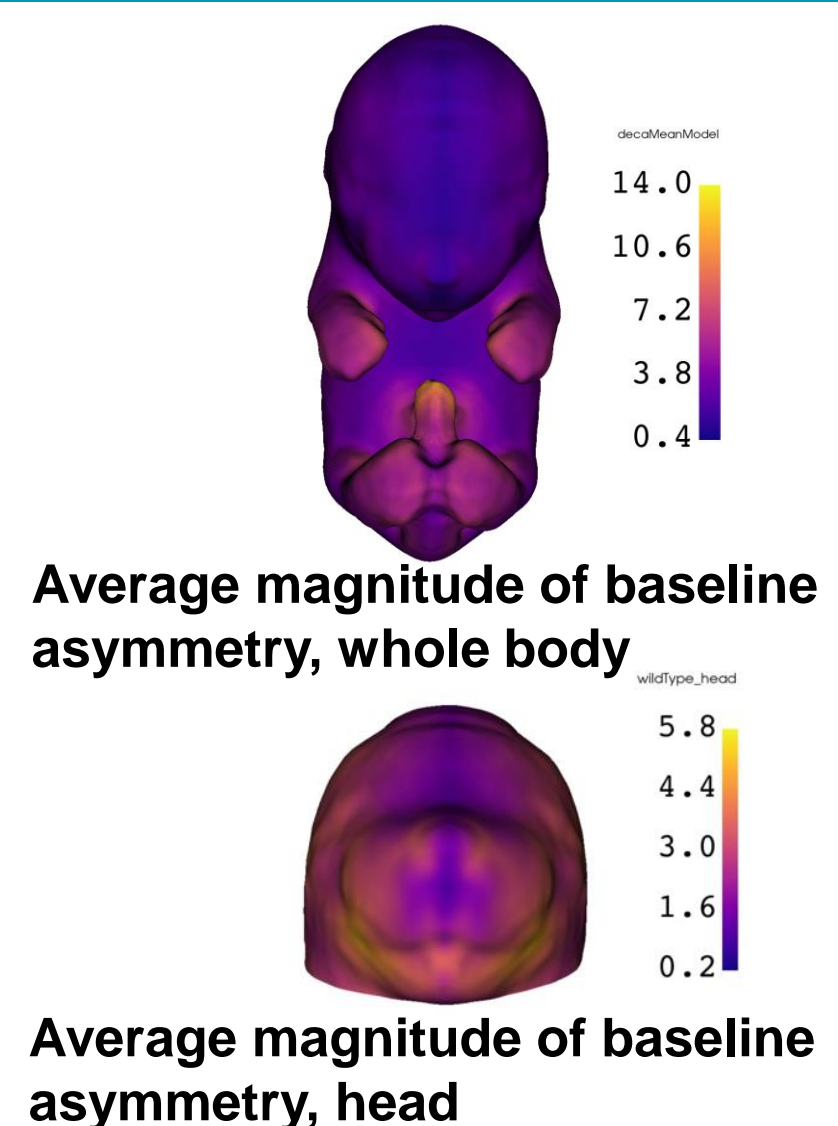 decaMeanModel
14.0
10.6
7.2
3.8
0.4
Average magnitude of baseline
asymmetry, whole body
wildType_head
5.8
4.4
3.0
1.6
0.2
Average magnitude of baseline
asymmetry, head